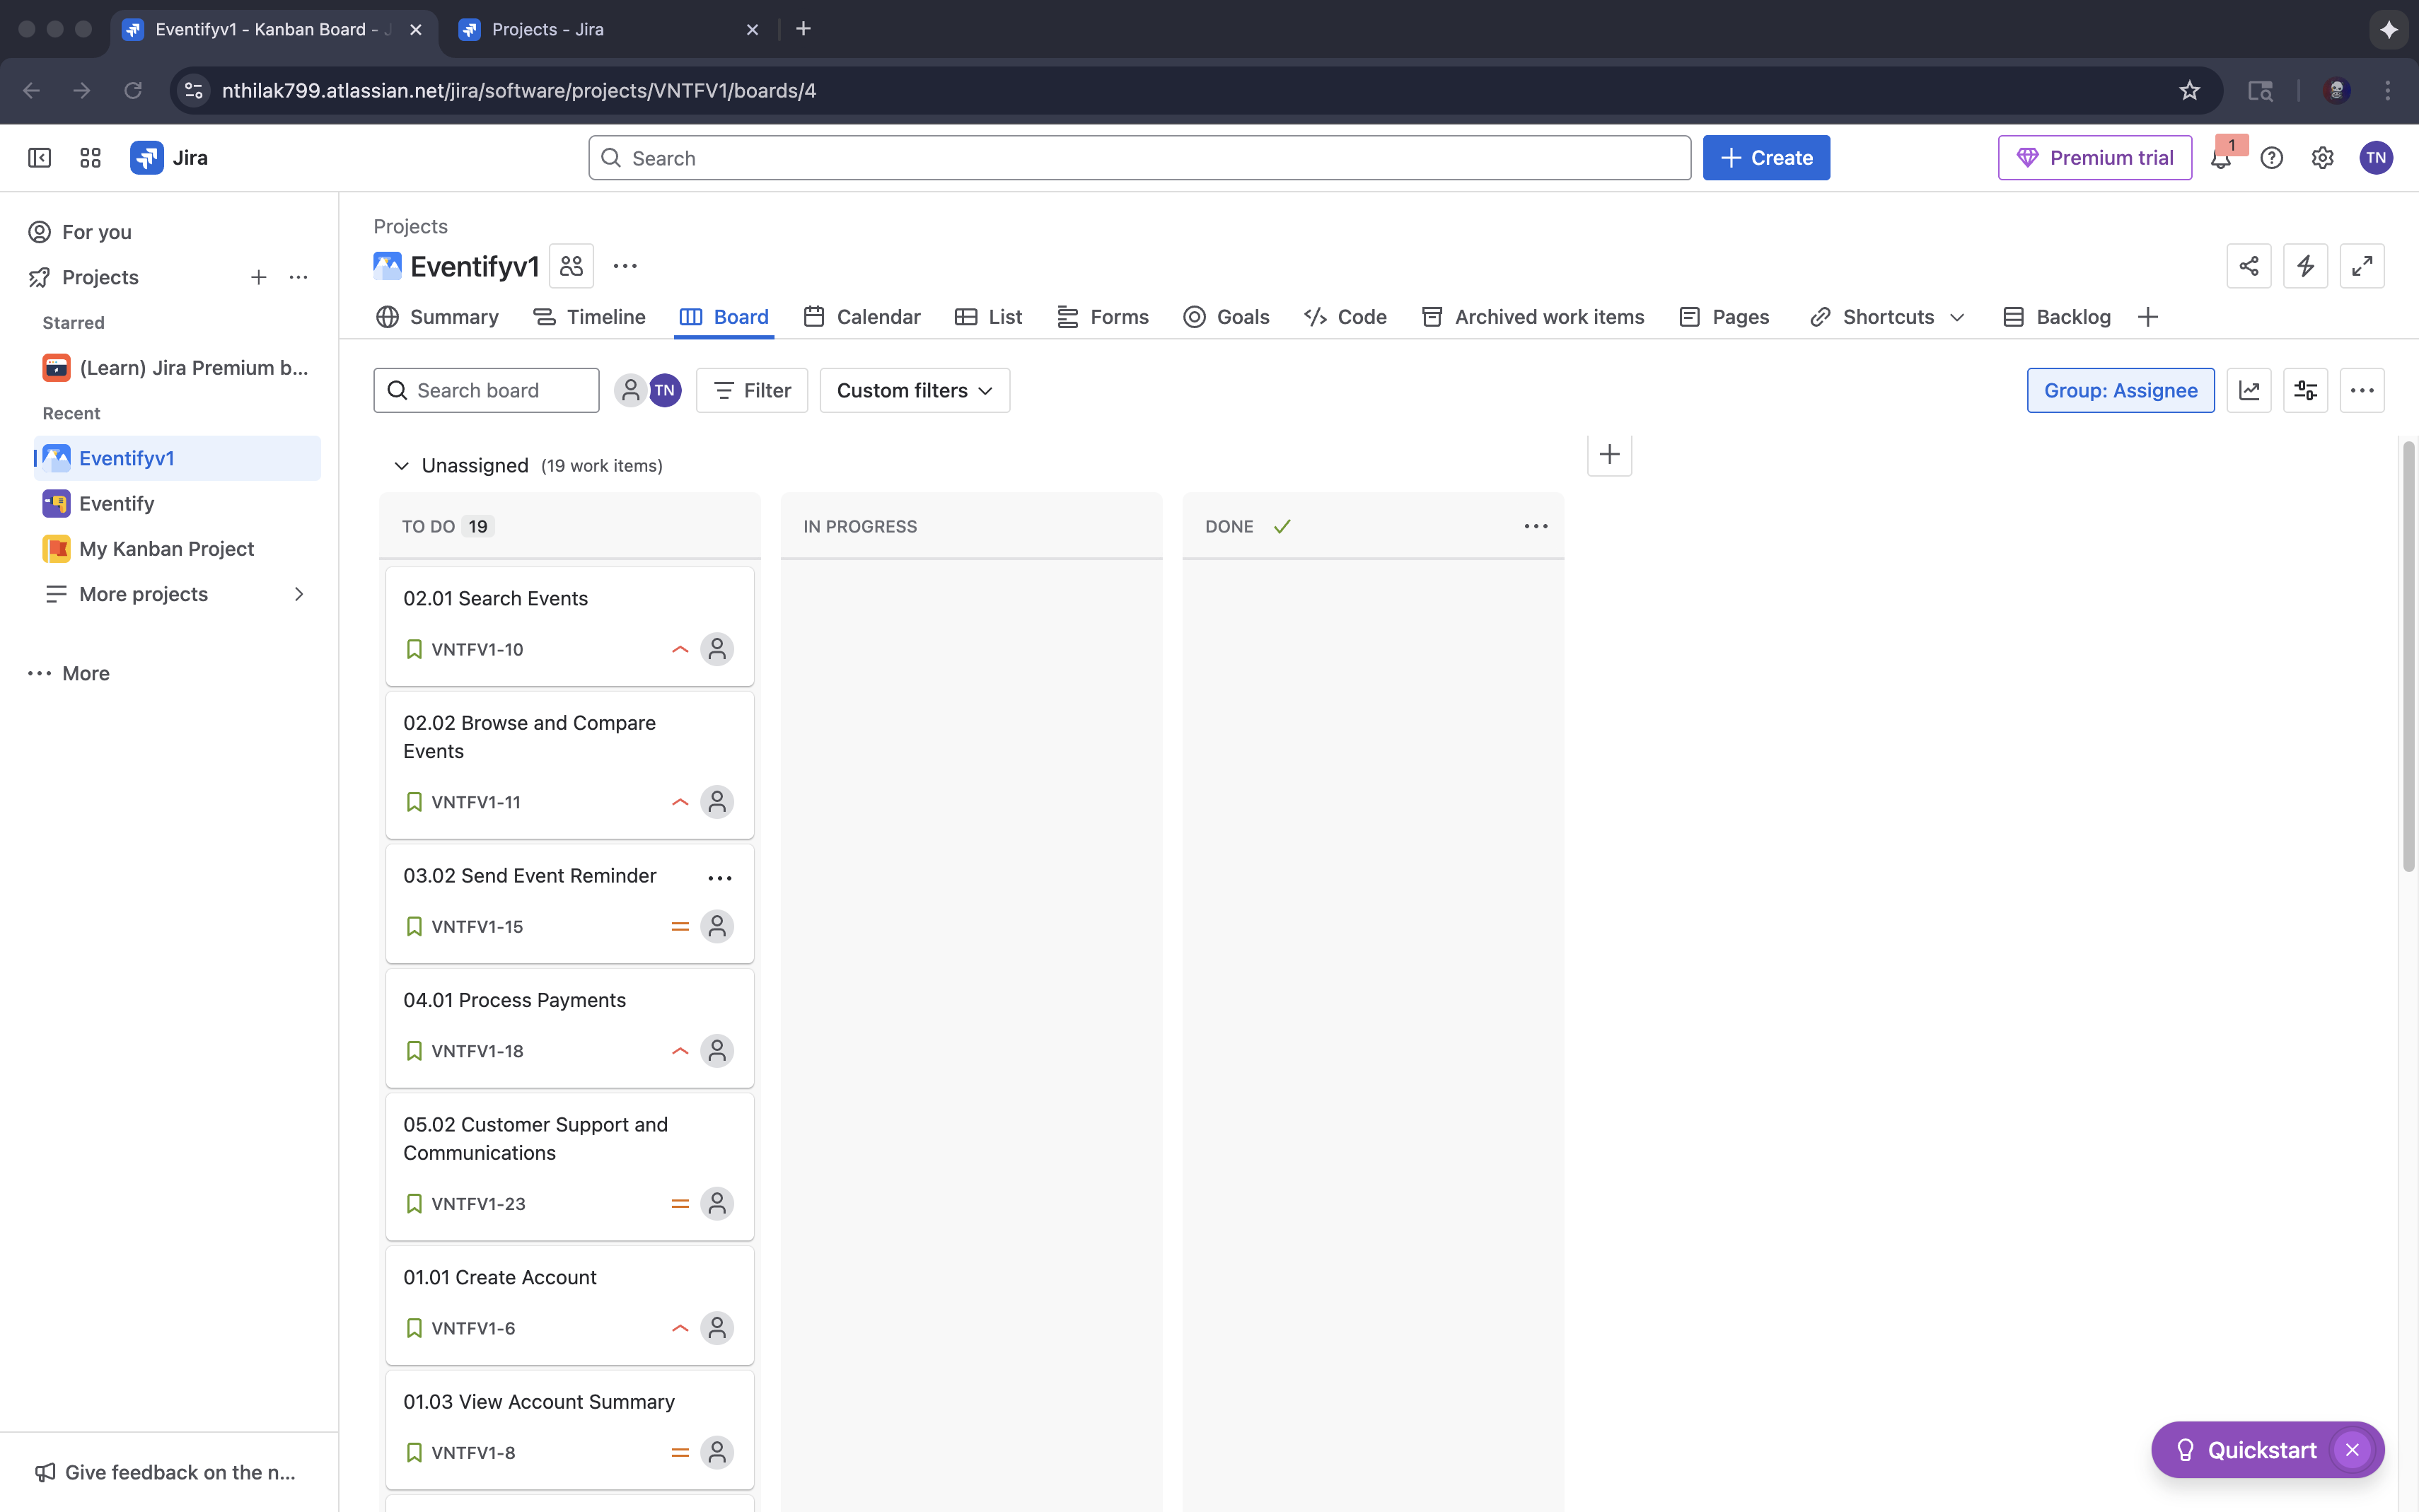 Eventifyv1 - Kanban Board - J
Projects - Jira
nthilak799.atlassian.net/jira/software/projects/VNTFV1/boards/4
Jira
Search
Create
Premium trial
1
TN
For you
Projects
Starred
(Learn) Jira Premium b...
Recent
Eventifyv1
Eventify
My Kanban Project
More projects
More
Give feedback on the n...
Projects
Eventifyv1
Summary
Timeline
Board
Calendar
List
Forms
Goals
Code
Archived work items
Pages
Shortcuts
Backlog
Search board
TN
Filter
Custom filters
Group: Assignee
Unassigned (19 work items)
TO DO 19
IN PROGRESS
DONE
02.01 Search Events
VNTFV1-10
02.02 Browse and Compare
Events
VNTFV1-11
03.02 Send Event Reminder
VNTFV1-15
04.01 Process Payments
VNTFV1-18
05.02 Customer Support and
Communications
VNTFV1-23
01.01 Create Account
VNTFV1-6
01.03 View Account Summary
VNTFV1-8
Quickstart